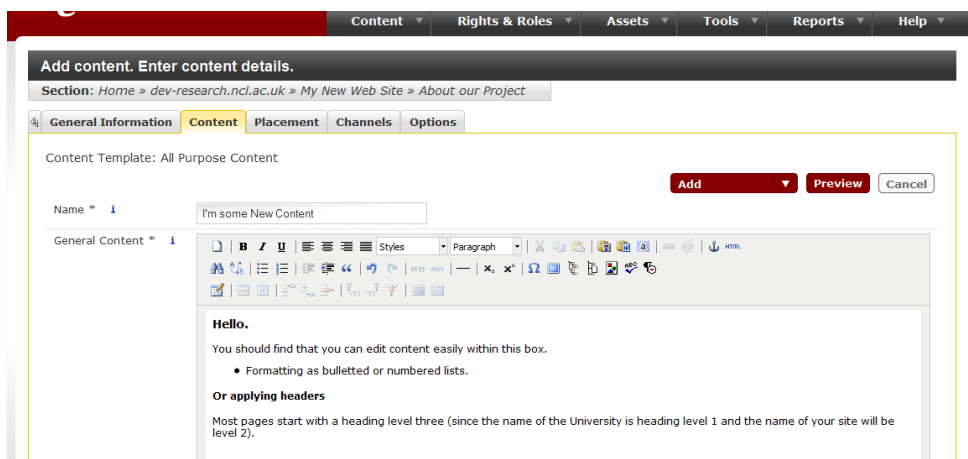 Content Rights & Roles Assets Tools Reports Help
Add content. Enter content details.
Section: Home » dev-research.ncl.ac.uk » My New Web Site » About our Project
General Information Content Placement Channels Options
Content Template: All Purpose Content
Add Preview Cancel
Name * i I'm some New Content
General Content * i
B I U Styles Paragraph HTML
Hello.
You should find that you can edit content easily within this box.
• Formatting as bulletted or numbered lists.
Or applying headers
Most pages start with a heading level three (since the name of the University is heading level 1 and the name of your site will be
level 2).